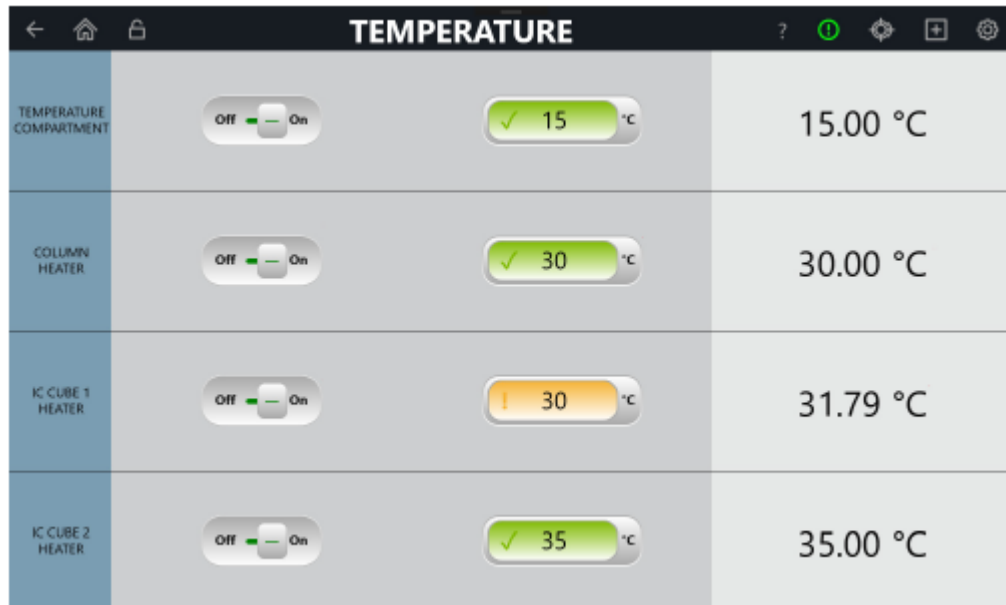 TEMPERATURE
?
TEMPERATURE
COMPARTMENT
Off On
15 °C
15.00 °C
COLUMN
HEATER
Off On
30 °C
30.00 °C
IC CUBE 1
HEATER
Off On
! 30 °C
31.79 °C
IC CUBE 2
HEATER
Off On
35 °C
35.00 °C